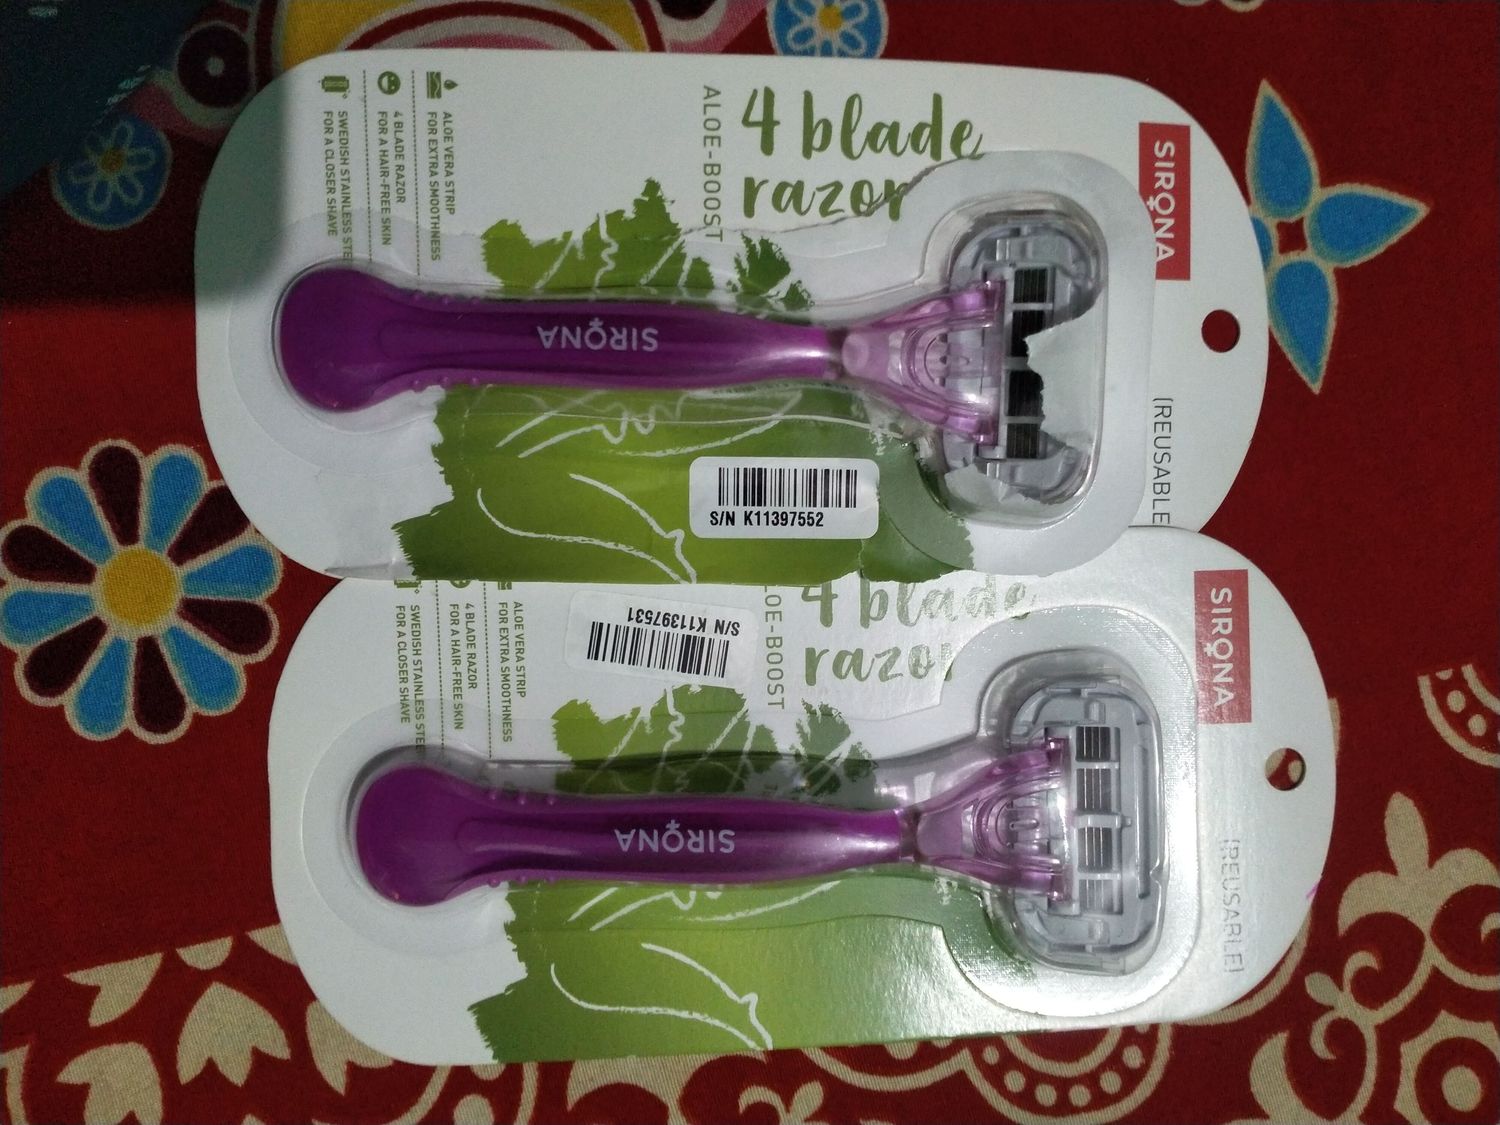 SIRONA
4 blade
razor
ALOE-BOOST
ALOE VERA STRIP
FOR EXTRA SMOOTHNESS
4 BLADE RAZOR
FOR A HAIR-FREE SKIN
SWEDISH STAINLESS STE
FOR A CLOSER SHAVE
SIRONA
S/N K11397552
(REUSABLE
SIRONA
4 blade
razor
LOE-BOOST
ALOE VERA STRIP
FOR EXTRA SMOOTHNESS
4 BLADE RAZOR
FOR A HAIR-FREE SKIN
SWEDISH STAINLESS STEE
FOR A CLOSER SHAVE
S/N K11397531
SIRONA
(REUSABLE)